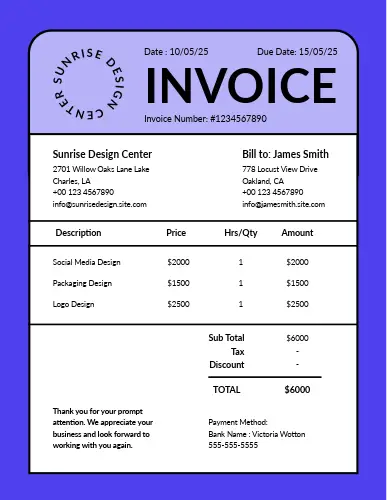 SUNRISE DESIGN CENTER
Date : 10/05/25 Due Date: 15/05/25
INVOICE
Invoice Number: #1234567890
Sunrise Design Center Bill to: James Smith
2701 Willow Oaks Lane Lake 778 Locust View Drive
Charles, LA Oakland, CA
+00 123 4567890 +00 123 4567890
info@sunrisedesign.site.com info@jamesmith.site.com
Description Price Hrs/Qty Amount
Social Media Design $2000 1 $2000
Packaging Design $1500 1 $1500
Logo Design $2500 1 $2500
Sub Total $6000
Tax -
Discount -
TOTAL $6000
Thank you for your prompt
attention. We appreciate your Payment Method:
business and look forward to Bank Name : Victoria Wotton
working with you again. 555-555-5555